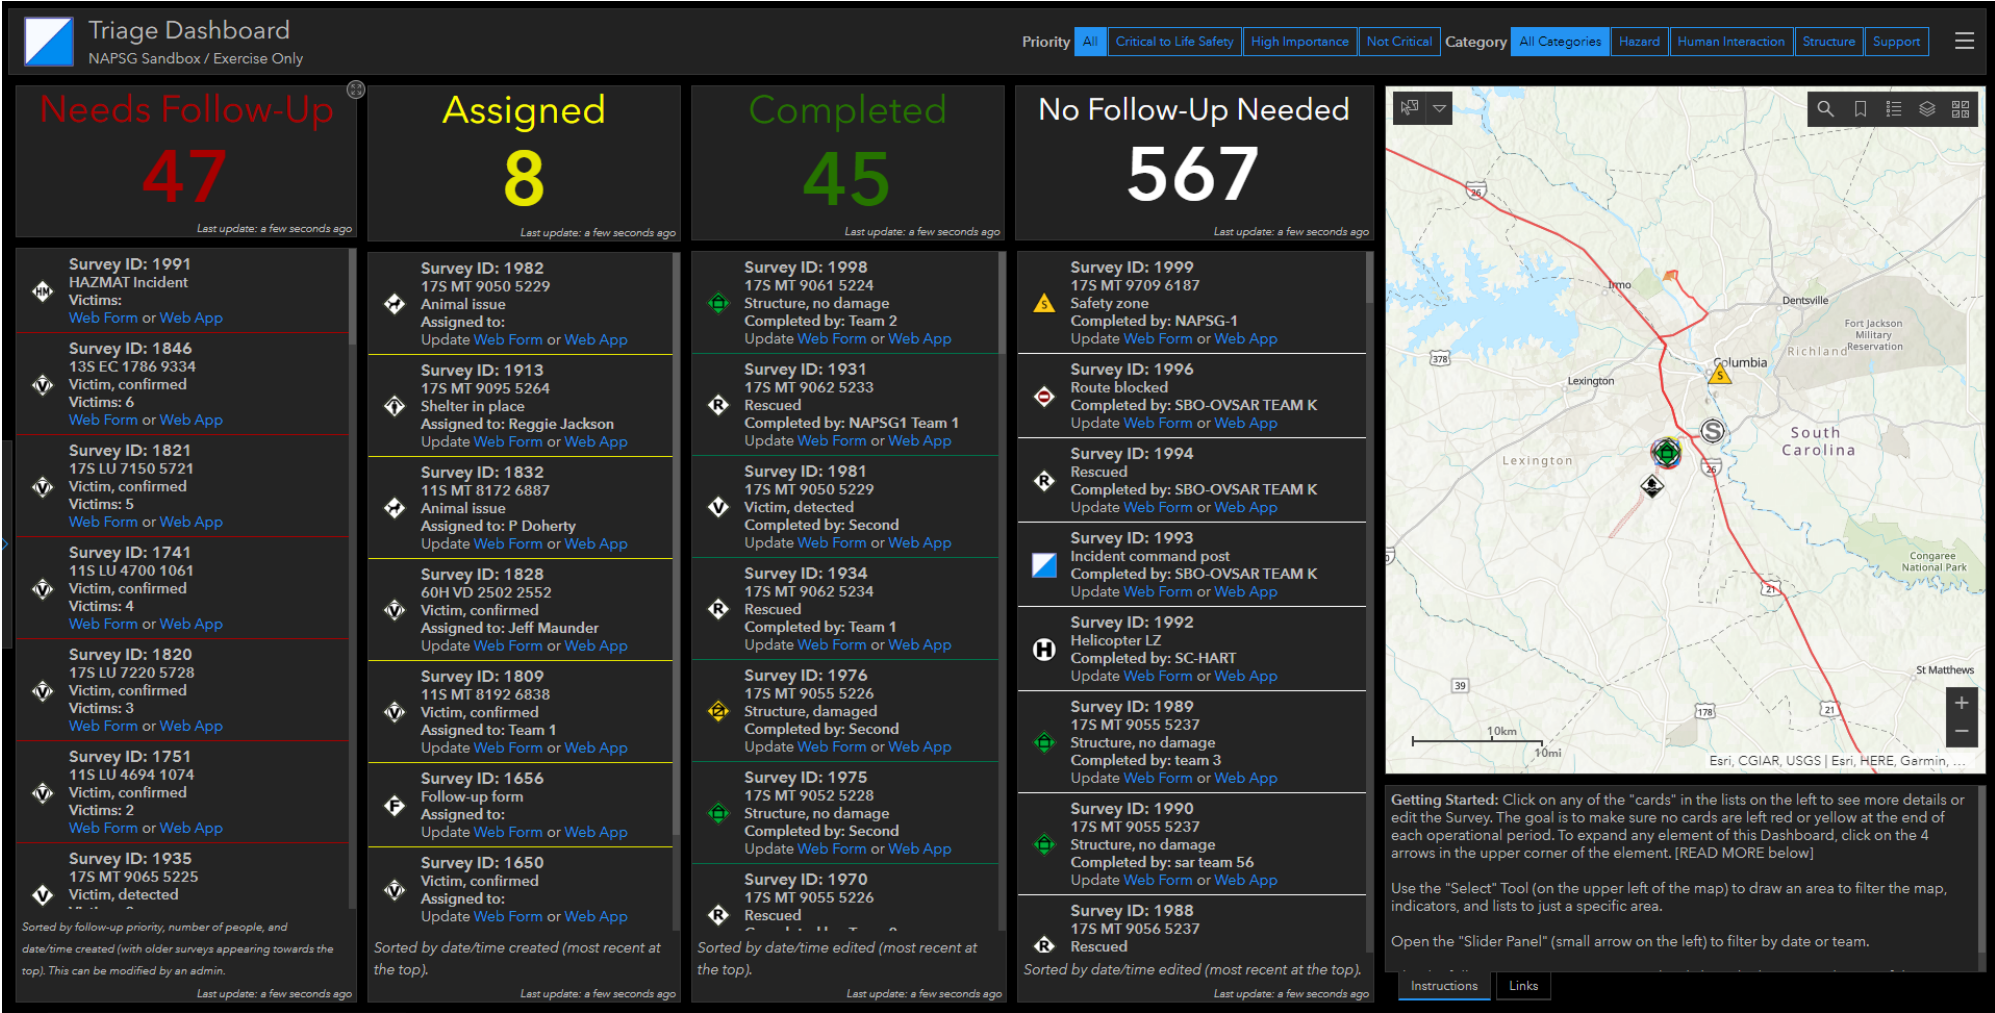 Triage Dashboard
NAPSG Sandbox / Exercise Only
Priority All Critical to Life Safety High Importance Not Critical Category All Categories Hazard Human Interaction Structure Support
Needs Follow-Up
47
Last update: a few seconds ago
Survey ID: 1991
HAZMAT Incident
Victims:
Web Form or Web App
Survey ID: 1846
13S EC 1786 9334
Victim, confirmed
Victims: 6
Web Form or Web App
Survey ID: 1821
17S LU 7150 5721
Victim, confirmed
Victims: 5
Web Form or Web App
Survey ID: 1741
11S LU 4700 1061
Victim, confirmed
Victims: 4
Web Form or Web App
Survey ID: 1820
17S LU 7220 5728
Victim, confirmed
Victims: 3
Web Form or Web App
Survey ID: 1751
11S LU 4694 1074
Victim, confirmed
Victims: 2
Web Form or Web App
Survey ID: 1935
17S MT 9065 5225
Victim, detected
Sorted by follow-up priority, number of people, and
date/time created (with older surveys appearing towards the
top). This can be modified by an admin.
Last update: a few seconds ago
Assigned
8
Last update: a few seconds ago
Survey ID: 1982
17S MT 9050 5229
Animal issue
Assigned to:
Update Web Form or Web App
Survey ID: 1913
17S MT 9095 5264
Shelter in place
Assigned to: Reggie Jackson
Update Web Form or Web App
Survey ID: 1832
11S MT 8172 6887
Animal issue
Assigned to: P Doherty
Update Web Form or Web App
Survey ID: 1828
60H VD 2502 2552
Victim, confirmed
Assigned to: Jeff Maunder
Update Web Form or Web App
Survey ID: 1809
11S MT 8192 6838
Victim, confirmed
Assigned to: Team 1
Update Web Form or Web App
Survey ID: 1656
Follow-up form
Assigned to:
Update Web Form or Web App
Survey ID: 1650
Victim, confirmed
Assigned to:
Update Web Form or Web App
Sorted by date/time created (most recent at
the top).
Last update: a few seconds ago
Completed
45
Last update: a few seconds ago
Survey ID: 1998
17S MT 9061 5224
Structure, no damage
Completed by: Team 2
Update Web Form or Web App
Survey ID: 1931
17S MT 9062 5233
Rescued
Completed by: NAPSG1 Team 1
Update Web Form or Web App
Survey ID: 1981
17S MT 9050 5229
Victim, detected
Completed by: Second
Update Web Form or Web App
Survey ID: 1934
17S MT 9062 5234
Rescued
Completed by: Team 1
Update Web Form or Web App
Survey ID: 1976
17S MT 9055 5226
Structure, damaged
Completed by: Second
Update Web Form or Web App
Survey ID: 1975
17S MT 9052 5228
Structure, no damage
Completed by: Second
Update Web Form or Web App
Survey ID: 1970
17S MT 9055 5226
Rescued
Sorted by date/time edited (most recent at
the top).
Last update: a few seconds ago
No Follow-Up Needed
567
Last update: a few seconds ago
Survey ID: 1999
17S MT 9709 6187
Safety zone
Completed by: NAPSG-1
Update Web Form or Web App
Survey ID: 1996
Route blocked
Completed by: SBO-OVSAR TEAM K
Update Web Form or Web App
Survey ID: 1994
Rescued
Completed by: SBO-OVSAR TEAM K
Update Web Form or Web App
Survey ID: 1993
Incident command post
Completed by: SBO-OVSAR TEAM K
Update Web Form or Web App
Survey ID: 1992
Helicopter LZ
Completed by: SC-HART
Update Web Form or Web App
Survey ID: 1989
17S MT 9055 5237
Structure, no damage
Completed by: team 3
Update Web Form or Web App
Survey ID: 1990
17S MT 9055 5237
Structure, no damage
Completed by: sar team 56
Update Web Form or Web App
Survey ID: 1988
17S MT 9056 5237
Rescued
Sorted by date/time edited (most recent at the top).
Last update: a few seconds ago
26
Irmo
Dentsville
Fort Jackson
Military
Reservation
Richland
378
Columbia
S
Lexington
S
South
Carolina
Lexington
26
Congaree
National Park
21
St Matthews
39
178
21
10km
10mi
Esri, CGIAR, USGS | Esri, HERE, Garmin, ...
Getting Started: Click on any of the "cards" in the lists on the left to see more details or
edit the Survey. The goal is to make sure no cards are left red or yellow at the end of
each operational period. To expand any element of this Dashboard, click on the 4
arrows in the upper corner of the element. [READ MORE below]
Use the "Select" Tool (on the upper left of the map) to draw an area to filter the map,
indicators, and lists to just a specific area.
Open the "Slider Panel" (small arrow on the left) to filter by date or team.
Instructions Links